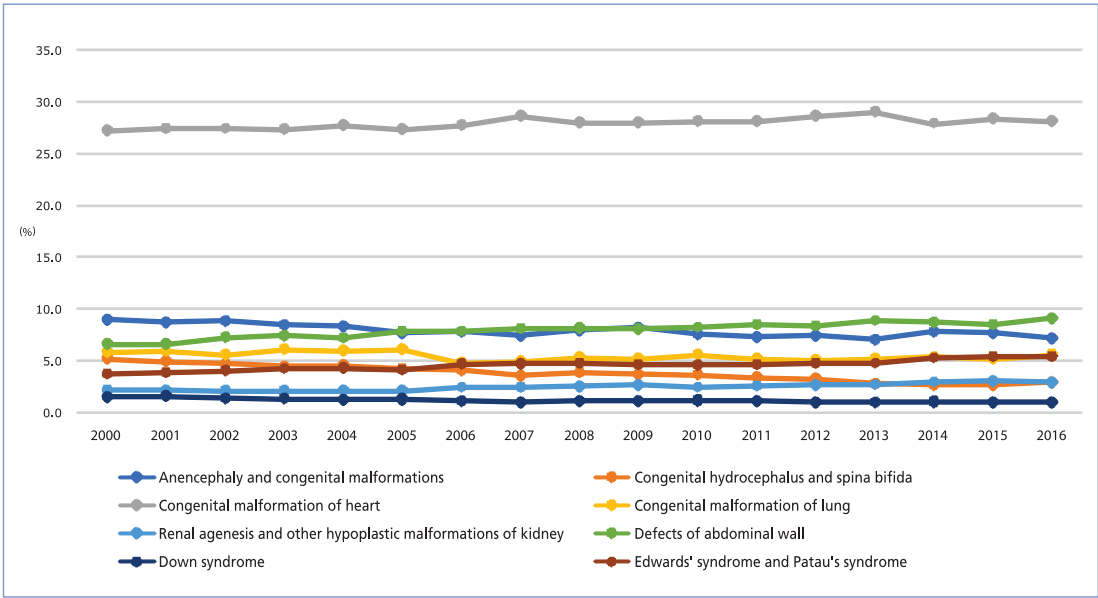 35.0
30.0
25.0
20.0
(%)
15.0
10.0
5.0
0.0
2000 2001 2002 2003 2004 2005 2006 2007 2008 2009 2010 2011 2012 2013 2014 2015 2016
Anencephaly and congenital malformations Congenital hydrocephalus and spina bifida
Congenital malformation of heart Congenital malformation of lung
Renal agenesis and other hypoplastic malformations of kidney Defects of abdominal wall
Down syndrome Edwards' syndrome and Patau's syndrome